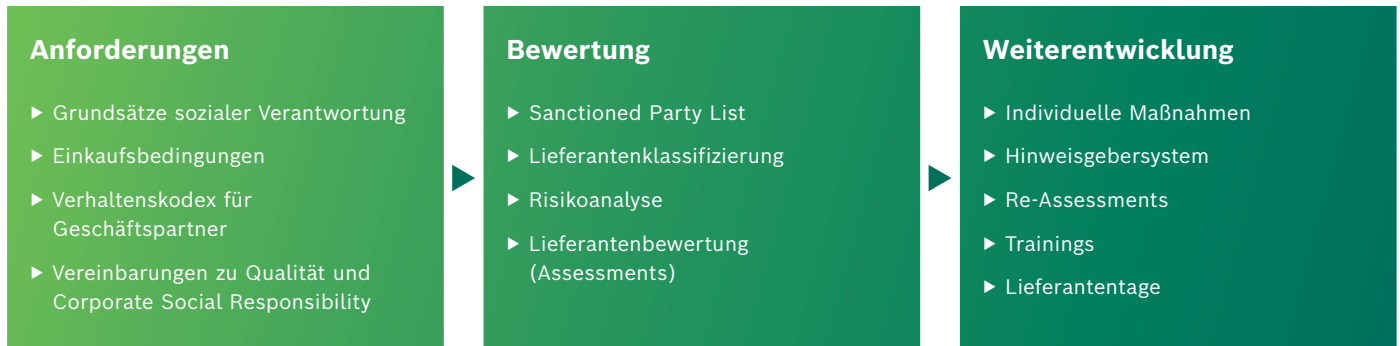 Anforderungen
▶ Grundsätze sozialer Verantwortung
▶ Einkaufsbedingungen
▶ Verhaltenskodex für
Geschäftspartner
▶ Vereinbarungen zu Qualität und
Corporate Social Responsibility
Bewertung
▶ Sanctioned Party List
▶ Lieferantenklassifizierung
▶ Risikoanalyse
▶ Lieferantenbewertung
(Assessments)
Weiterentwicklung
▶ Individuelle Maßnahmen
▶ Hinweisgebersystem
▶ Re-Assessments
▶ Trainings
▶ Lieferantentage